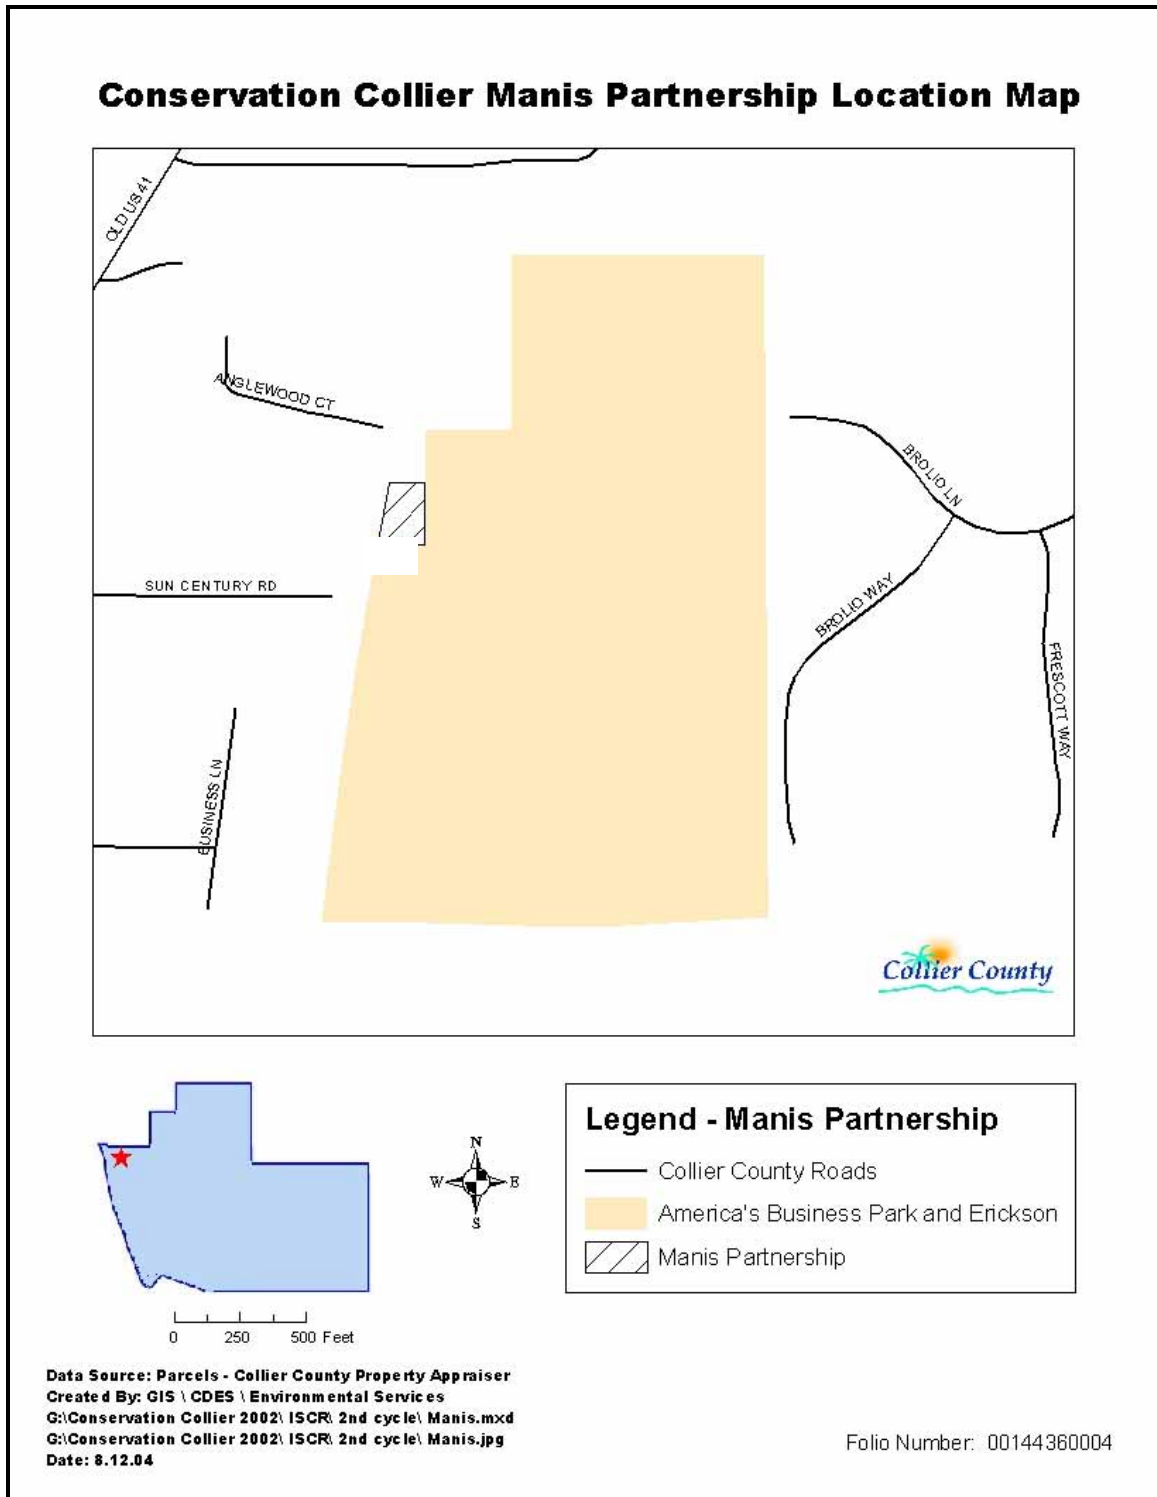 Conservation Collier Manis Partnership Location Map
OLD US 41
ANGLEWOOD CT
BROLIO LN
SUN CENTURY RD
BROLIO WAY
PRESCOTT WAY
BUSINESS LN
Collier County
Legend - Manis Partnership
Collier County Roads
America's Business Park and Erickson
Manis Partnership
N
W E
S
0 250 500 Feet
Data Source: Parcels - Collier County Property Appraiser
Created By: GIS \ CDES \ Environmental Services
G:\Conservation Collier 2002\ ISCR\ 2nd cycle\ Manis.mxd
G:\Conservation Collier 2002\ ISCR\ 2nd cycle\ Manis.jpg
Date: 8.12.04
Folio Number: 00144360004